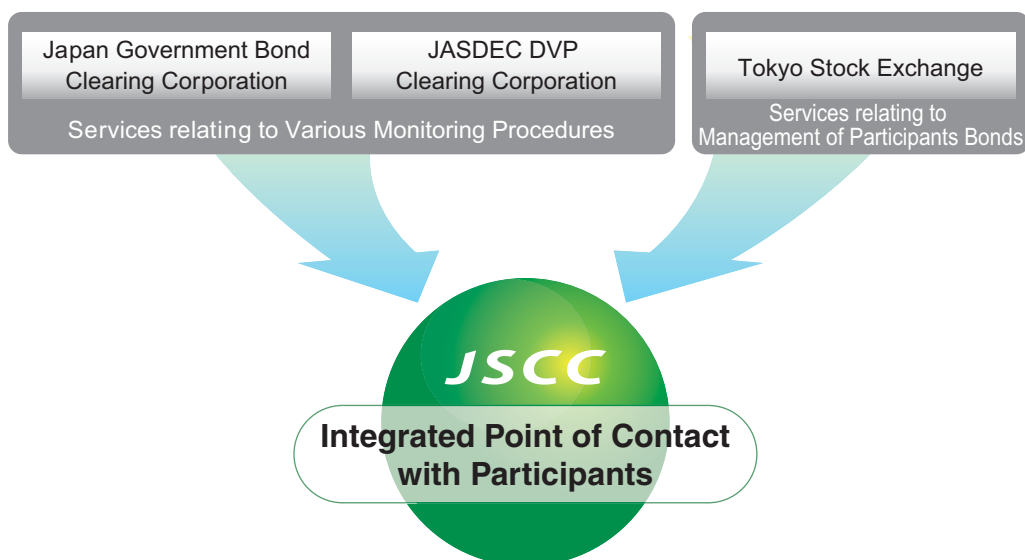 Japan Government Bond
Clearing Corporation
JASDEC DVP
Clearing Corporation
Services relating to Various Monitoring Procedures
Tokyo Stock Exchange
Services relating to
Management of Participants Bonds
JSCC
Integrated Point of Contact
with Participants